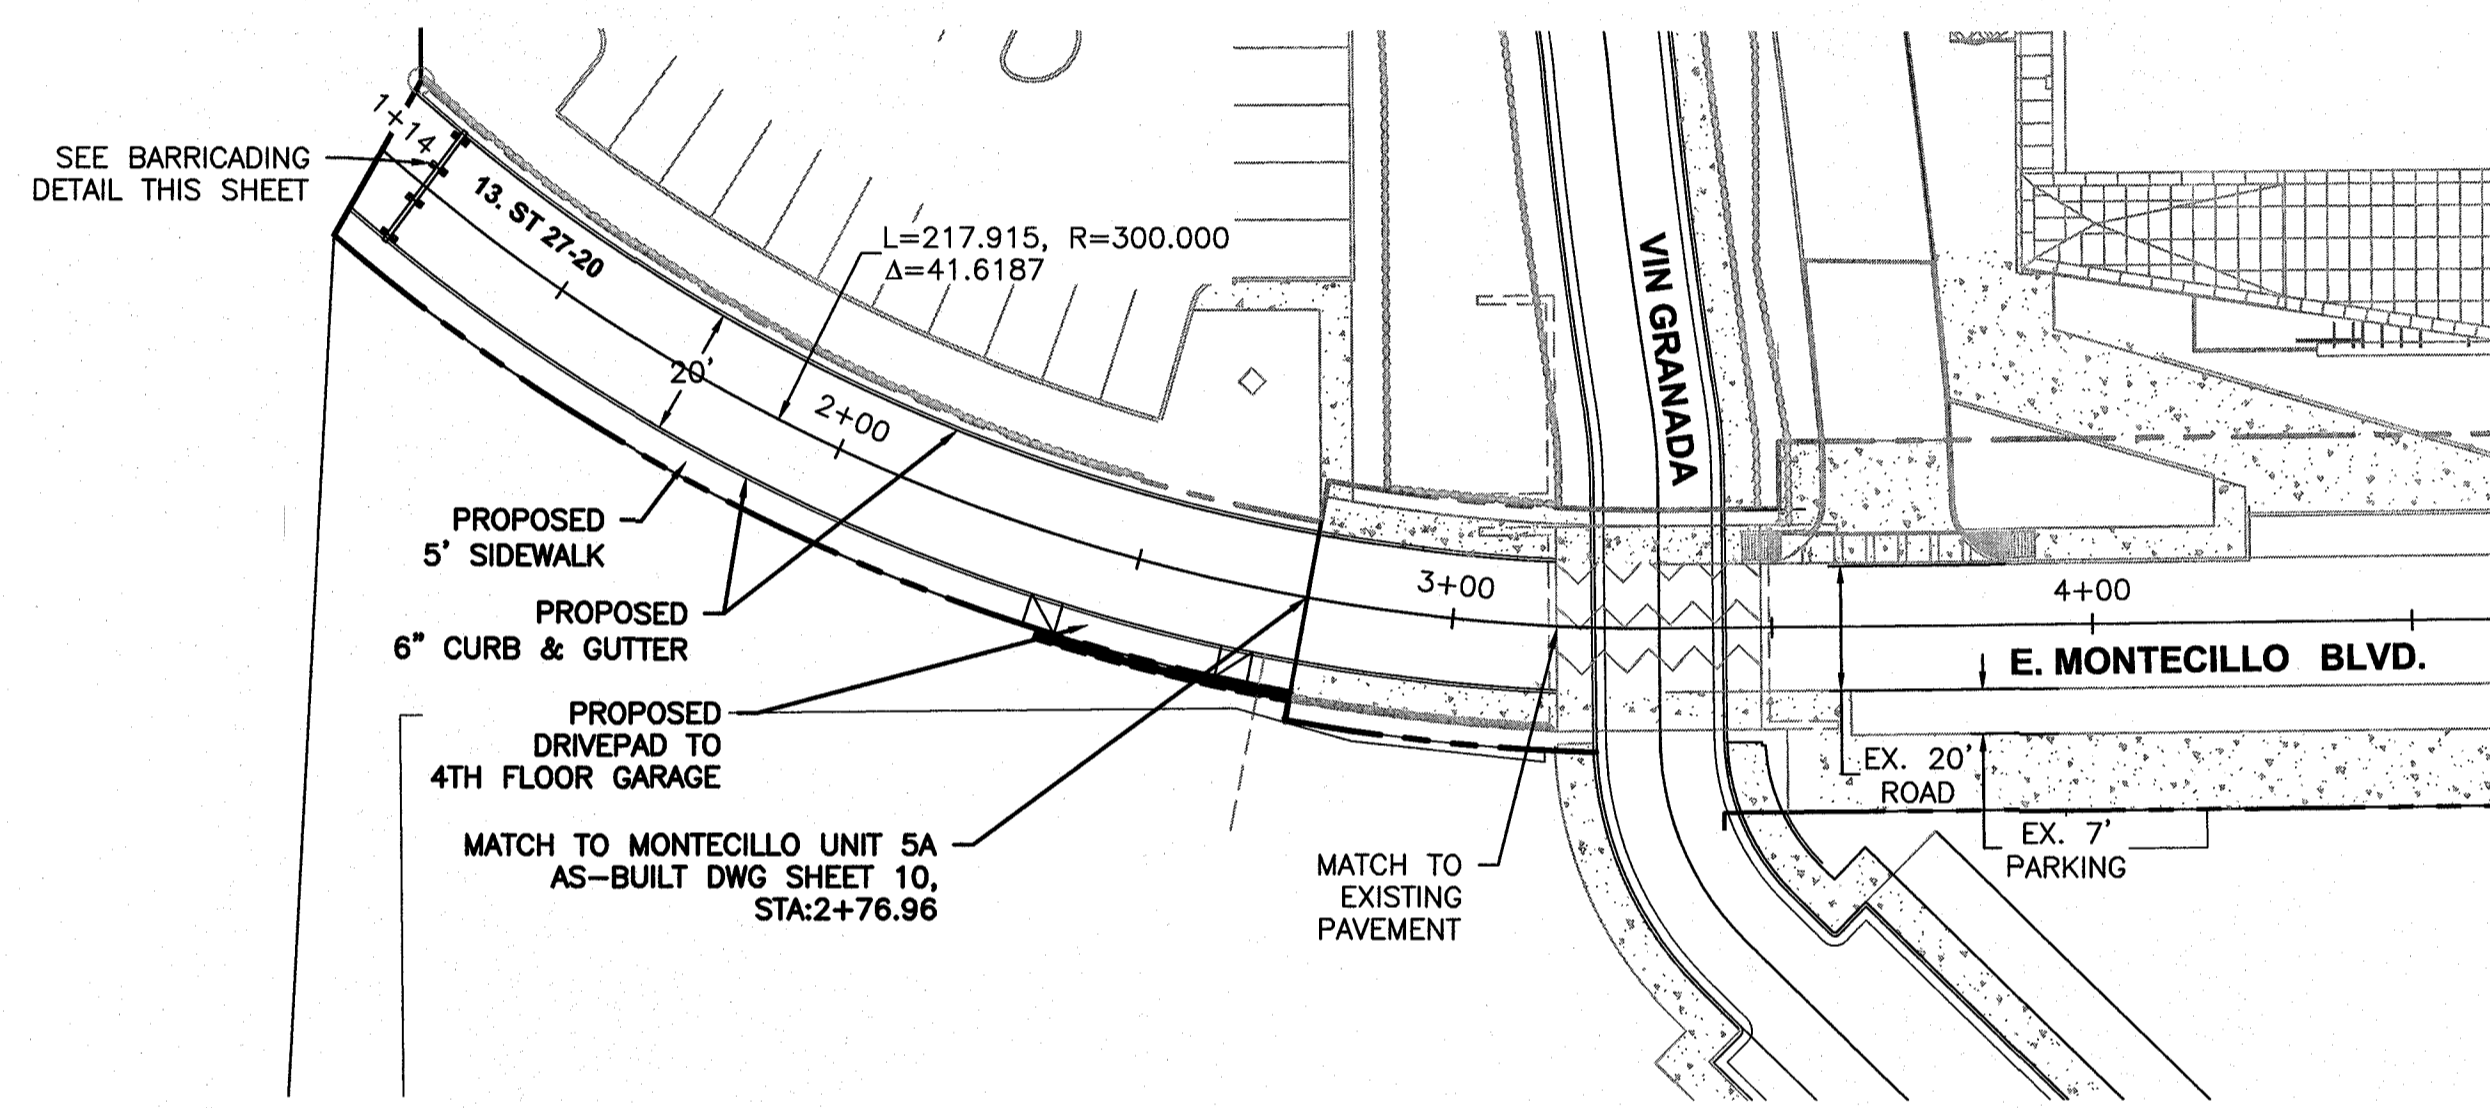 1+14
SEE BARRICADING
DETAIL THIS SHEET
13. ST 27-20
L=217.915, R=300.000
Δ=41.6187
20'
2+00
VIN GRANADA
PROPOSED
5' SIDEWALK
PROPOSED
6" CURB & GUTTER
3+00
4+00
E. MONTECILLO BLVD.
PROPOSED
DRIVEPAD TO
4TH FLOOR GARAGE
EX. 20'
ROAD
EX. 7'
PARKING
MATCH TO MONTECILLO UNIT 5A
AS-BUILT DWG SHEET 10,
STA:2+76.96
MATCH TO
EXISTING
PAVEMENT